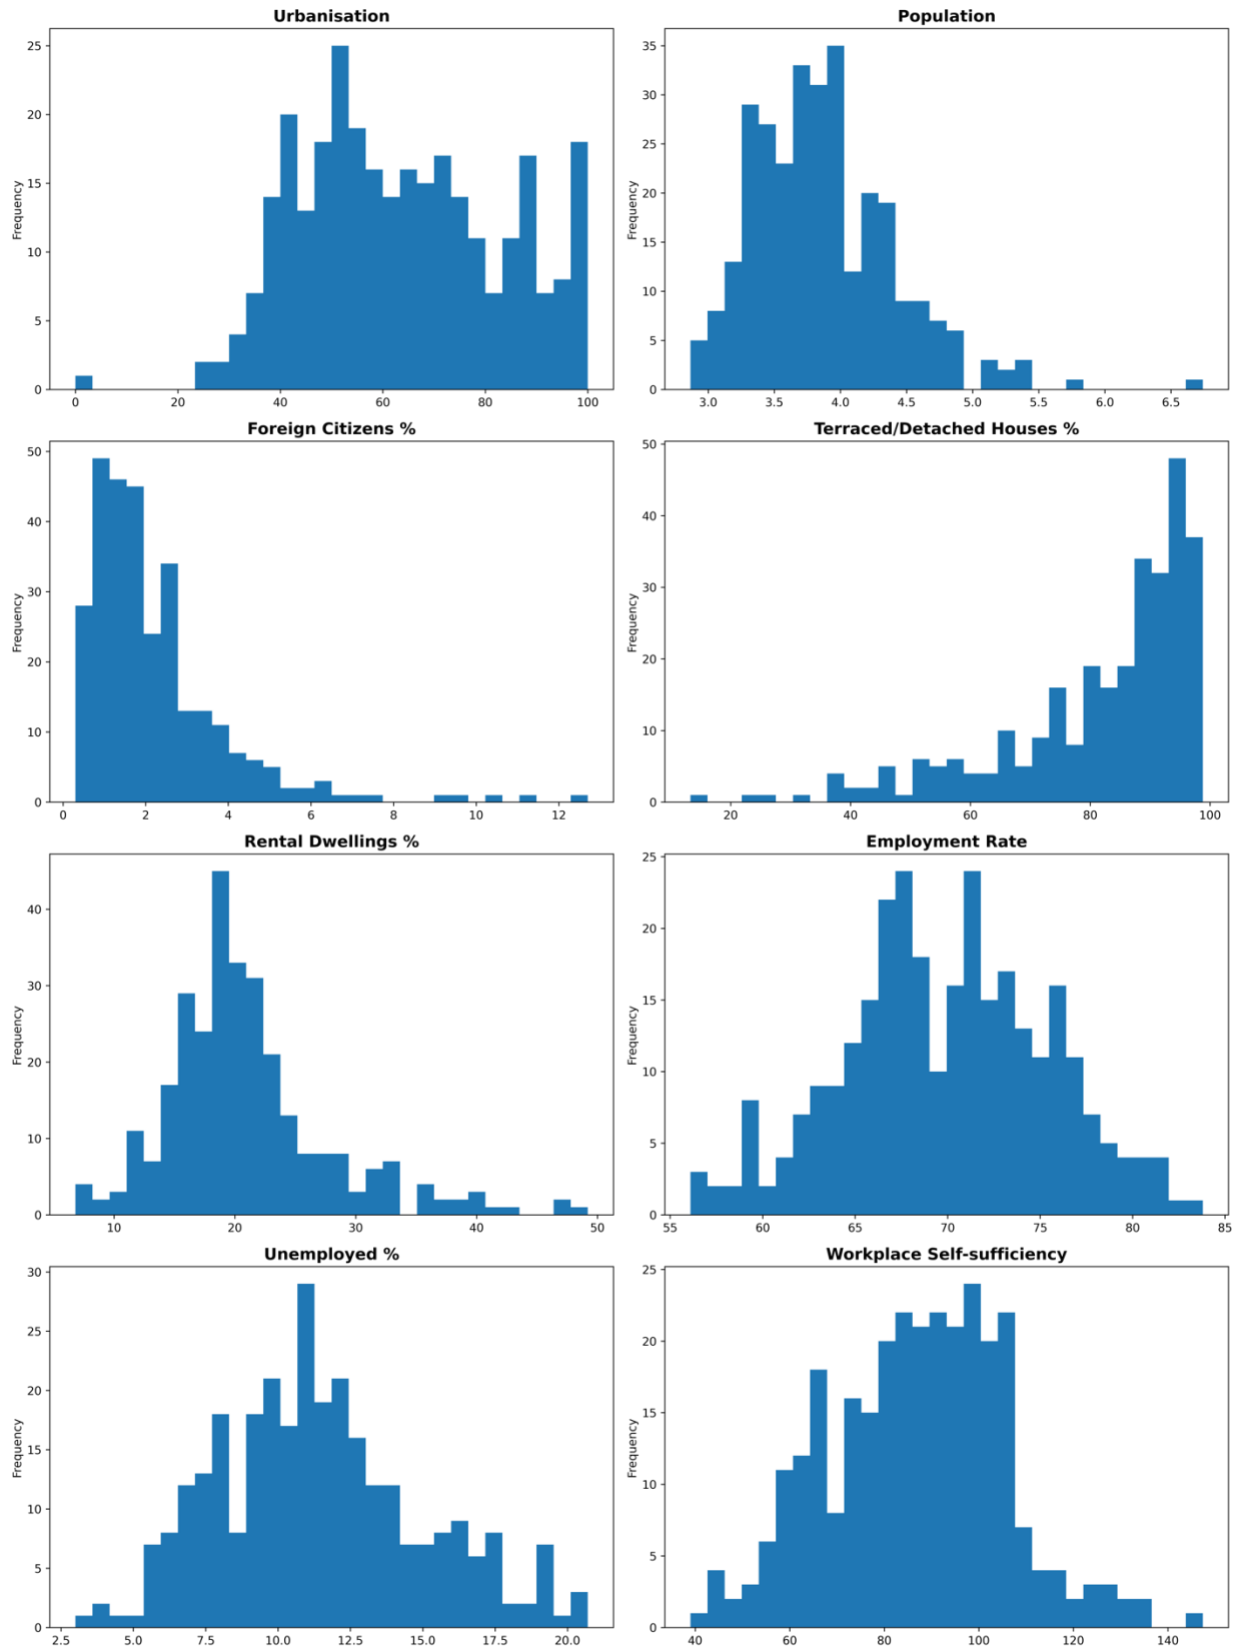 Urbanisation
Frequency
25
20
15
10
5
0
0 20 40 60 80 100
Population
Frequency
35
30
25
20
15
10
5
0
3.0 3.5 4.0 4.5 5.0 5.5 6.0 6.5
Foreign Citizens %
Frequency
50
40
30
20
10
0
0 2 4 6 8 10 12
Terraced/Detached Houses %
Frequency
50
40
30
20
10
0
20 40 60 80 100
Rental Dwellings %
Frequency
40
30
20
10
0
10 20 30 40 50
Employment Rate
Frequency
25
20
15
10
5
0
55 60 65 70 75 80 85
Unemployed %
Frequency
30
25
20
15
10
5
0
2.5 5.0 7.5 10.0 12.5 15.0 17.5 20.0
Workplace Self-sufficiency
Frequency
25
20
15
10
5
0
40 60 80 100 120 140